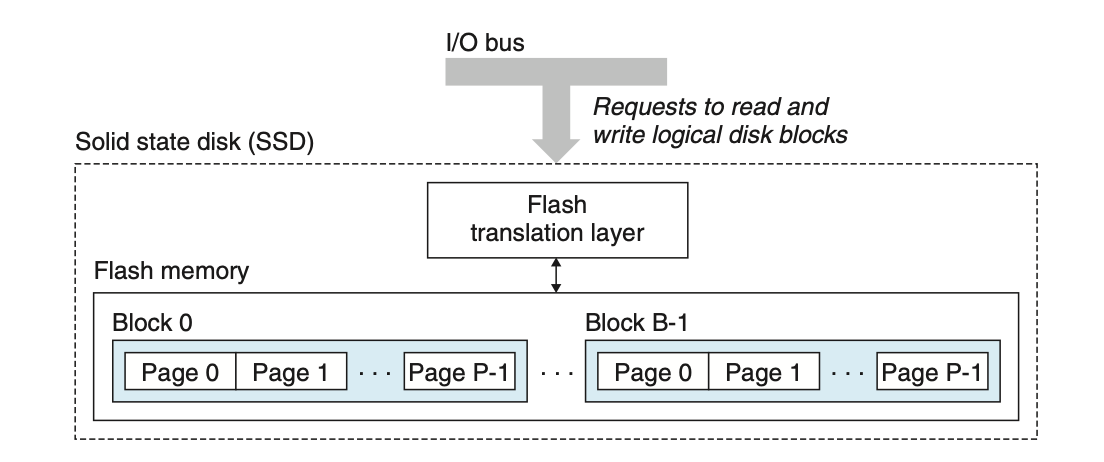 I/O bus
Requests to read and
write logical disk blocks
Solid state disk (SSD)
Flash
translation layer
Flash memory
Block 0
Block B-1
Page 0 Page 1 · · · Page P-1 · · · Page 0 Page 1 · · · Page P-1